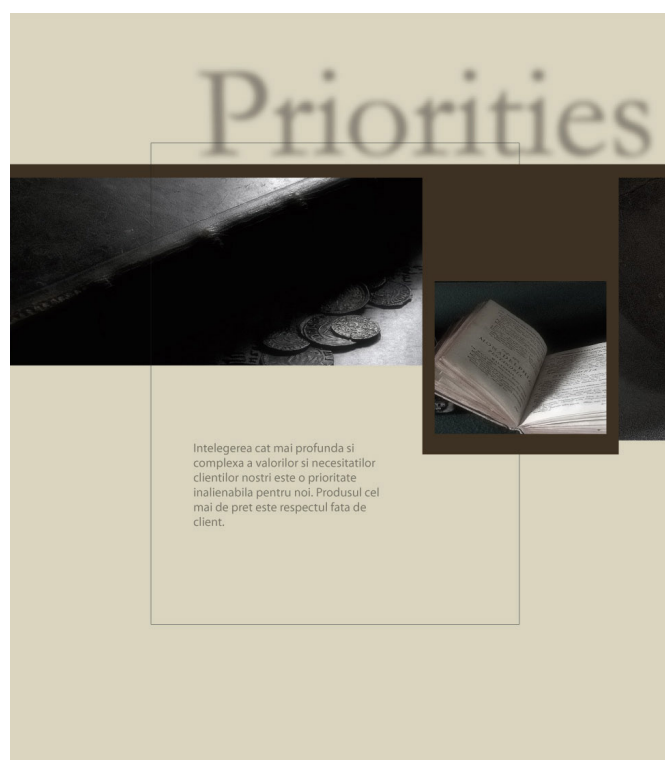 Priorities
Intelegerea cat mai profunda si
complexa a valorilor si necesitatilor
clientilor nostri este o prioritate
inalienabila pentru noi. Produsul cel
mai de pret este respectul fata de
client.